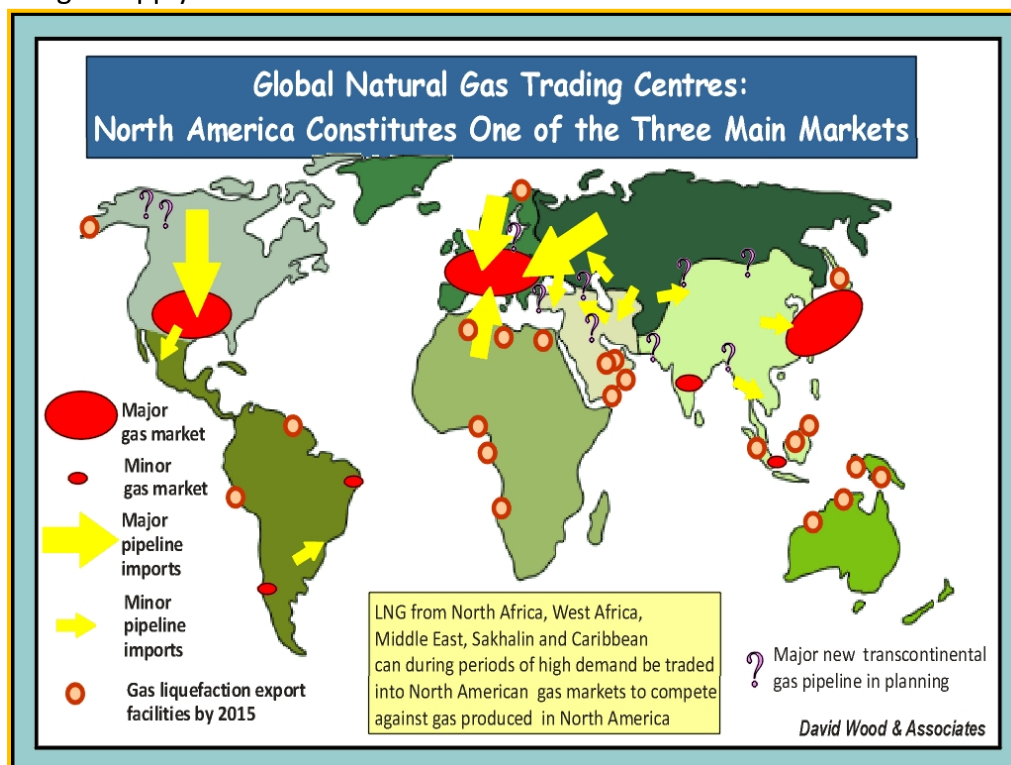 Global Natural Gas Trading Centres:
North America Constitutes One of the Three Main Markets
Major
gas market
Minor
gas market
Major
pipeline
imports
Minor
pipeline
imports
Gas liquefaction export
facilities by 2015
LNG from North Africa, West Africa,
Middle East, Sakhalin and Caribbean
can during periods of high demand be traded
into North American gas markets to compete
against gas produced in North America
? Major new transcontinental
gas pipeline in planning
David Wood & Associates